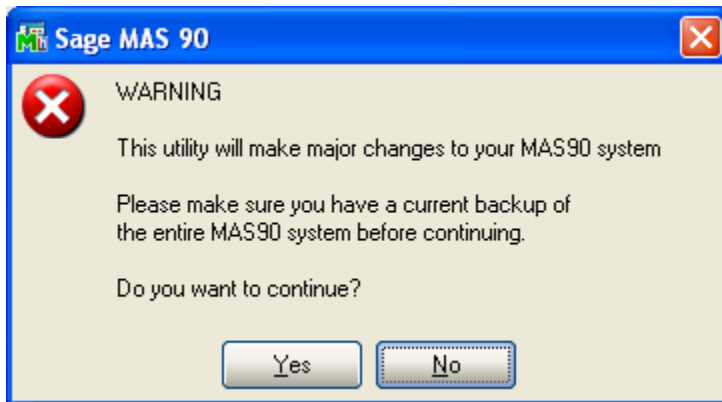 Sage MAS 90
WARNING
This utility will make major changes to your MAS90 system
Please make sure you have a current backup of
the entire MAS90 system before continuing.
Do you want to continue?
Yes
No